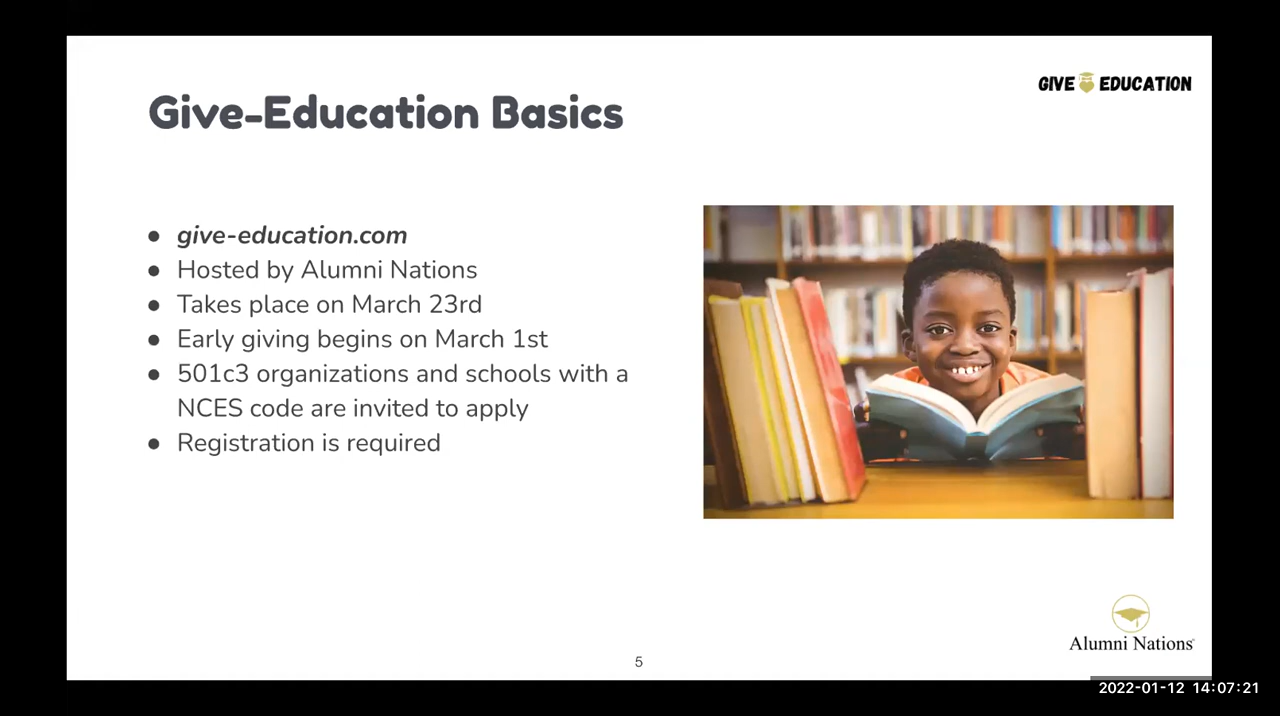 GIVE EDUCATION
Give-Education Basics
● give-education.com
● Hosted by Alumni Nations
● Takes place on March 23rd
● Early giving begins on March 1st
● 501c3 organizations and schools with a
NCES code are invited to apply
● Registration is required
Alumni Nations
5
2022-01-12 14:07:21